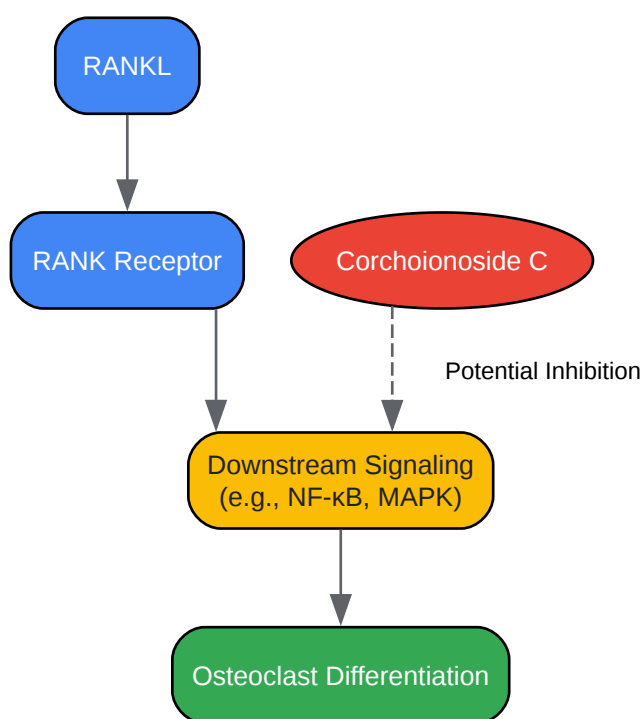 RANKL
RANK Receptor
Corchoionoside C
Potential Inhibition
Downstream Signaling
(e.g., NF-κB, MAPK)
Osteoclast Differentiation